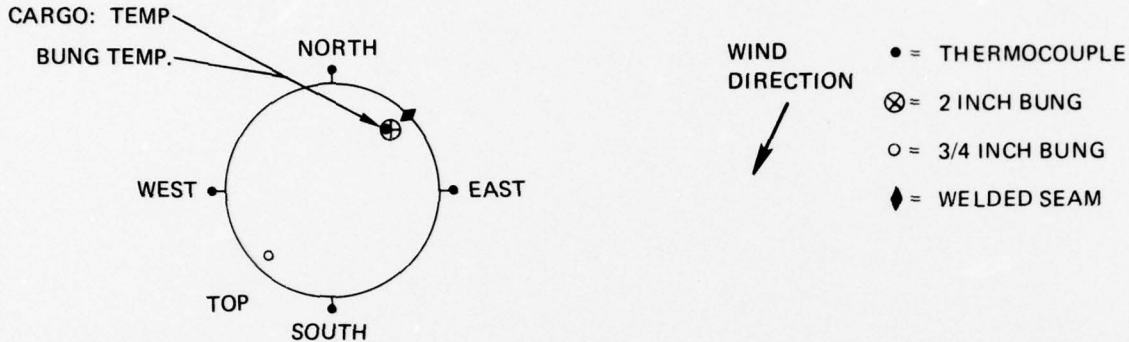 CARGO: TEMP
BUNG TEMP.
NORTH
WEST
EAST
TOP
SOUTH
WIND
DIRECTION
= THERMOCOUPLE
= 2 INCH BUNG
= 3/4 INCH BUNG
= WELDED SEAM